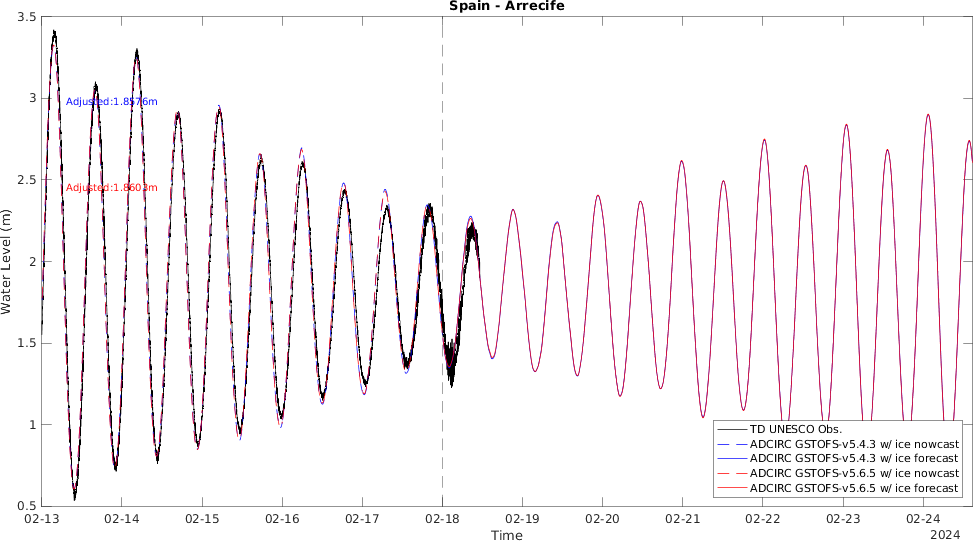 Spain - Arrecife
3.5
3
2.5
2
1.5
1
0.5
Water Level (m)
Adjusted:1.8576m
Adjusted:1.8603m
TD UNESCO Obs.
ADCIRC GSTOFS-v5.4.3 w/ ice nowcast
ADCIRC GSTOFS-v5.4.3 w/ ice forecast
ADCIRC GSTOFS-v5.6.5 w/ ice nowcast
ADCIRC GSTOFS-v5.6.5 w/ ice forecast
02-13 02-14 02-15 02-16 02-17 02-18 02-19 02-20 02-21 02-22 02-23 02-24
Time
2024